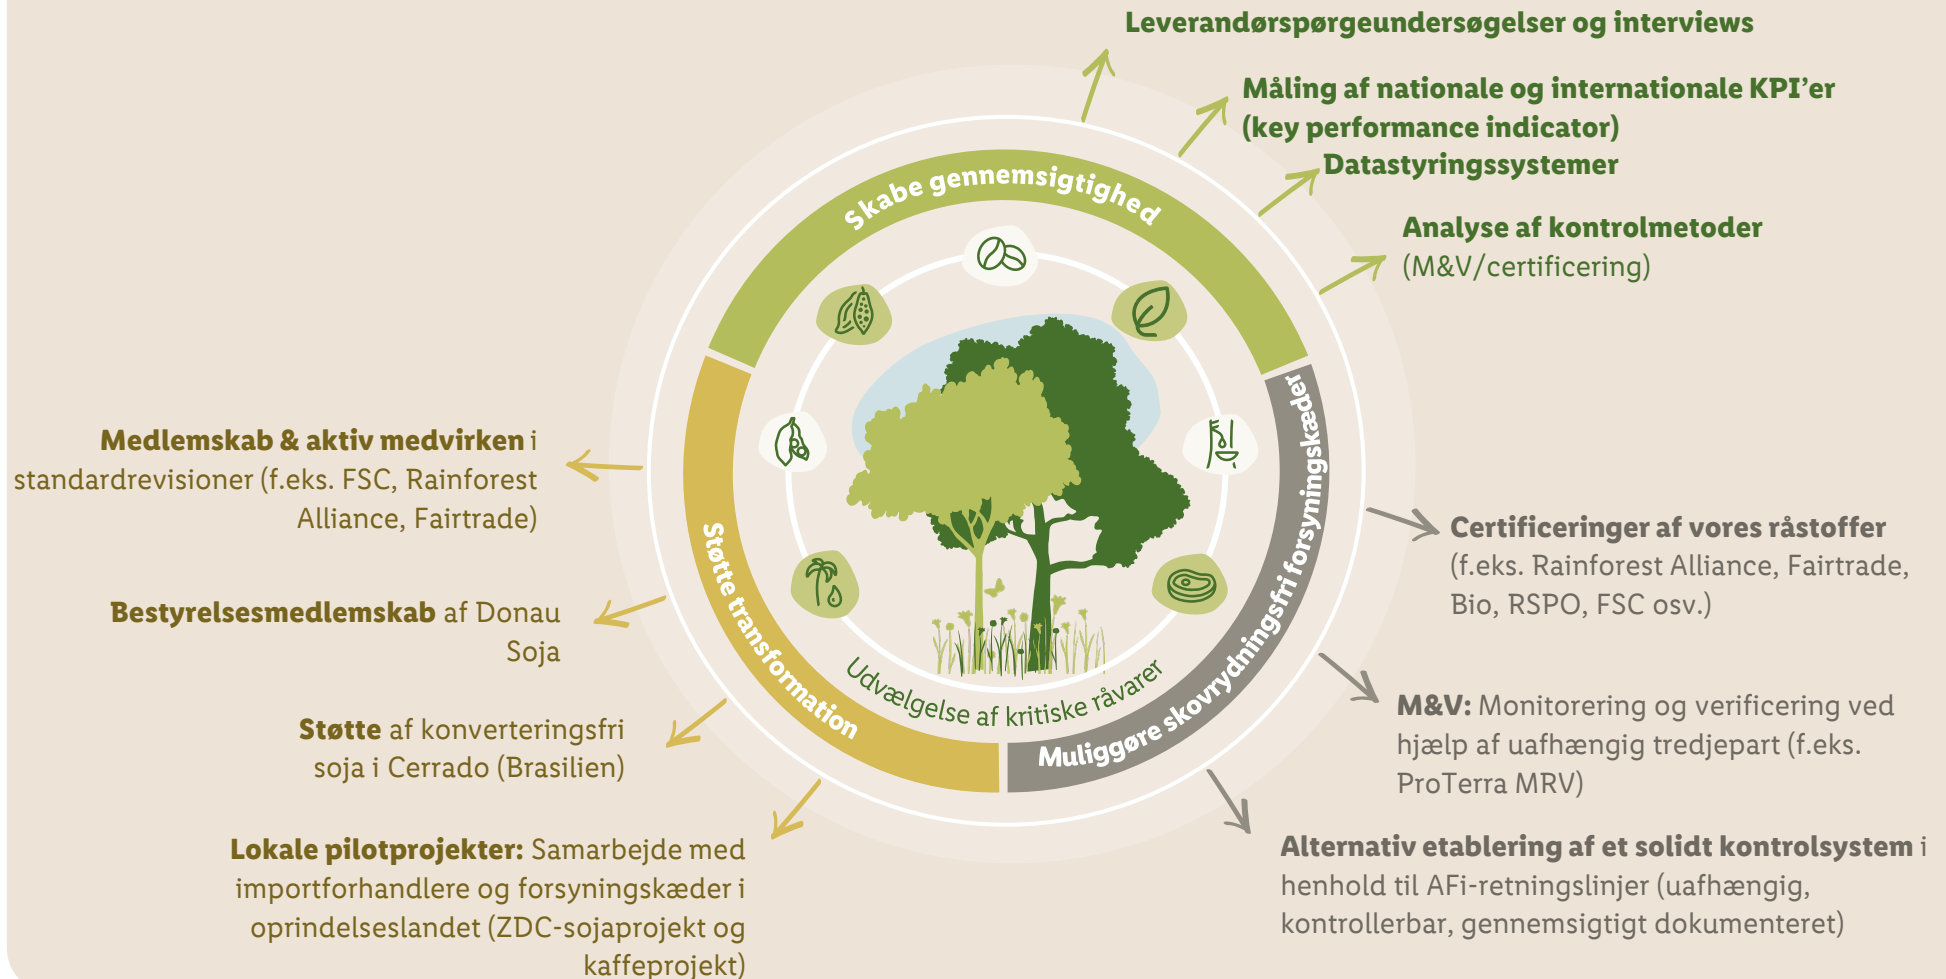 Leverandørspørgeundersøgelser og interviews
Måling af nationale og internationale KPI’er
(key performance indicator)
Datastyringssystemer
Analyse af kontrolmetoder
(M&V/certificering)
Skabe gennemsigtighed
Støtte transformation
Muliggøre skovrydningsfri forsyningskæder
Udvælgelse af kritiske råvarer
Medlemskab & aktiv medvirken i
standardrevisioner (f.eks. FSC, Rainforest
Alliance, Fairtrade)
Bestyrelsesmedlemskab af Donau
Soja
Støtte af konverteringsfri
soja i Cerrado (Brasilien)
Lokale pilotprojekter: Samarbejde med
importforhandlere og forsyningskæder i
oprindelseslandet (ZDC-sojaprojekt og
kaffeprojekt)
Certificeringer af vores råstoffer
(f.eks. Rainforest Alliance, Fairtrade,
Bio, RSPO, FSC osv.)
M&V: Monitorering og verificering ved
hjælp af uafhængig tredjepart (f.eks.
ProTerra MRV)
Alternativ etablering af et solidt kontrolsystem i
henhold til AFi-retningslinjer (uafhængig,
kontrollerbar, gennemsigtigt dokumenteret)